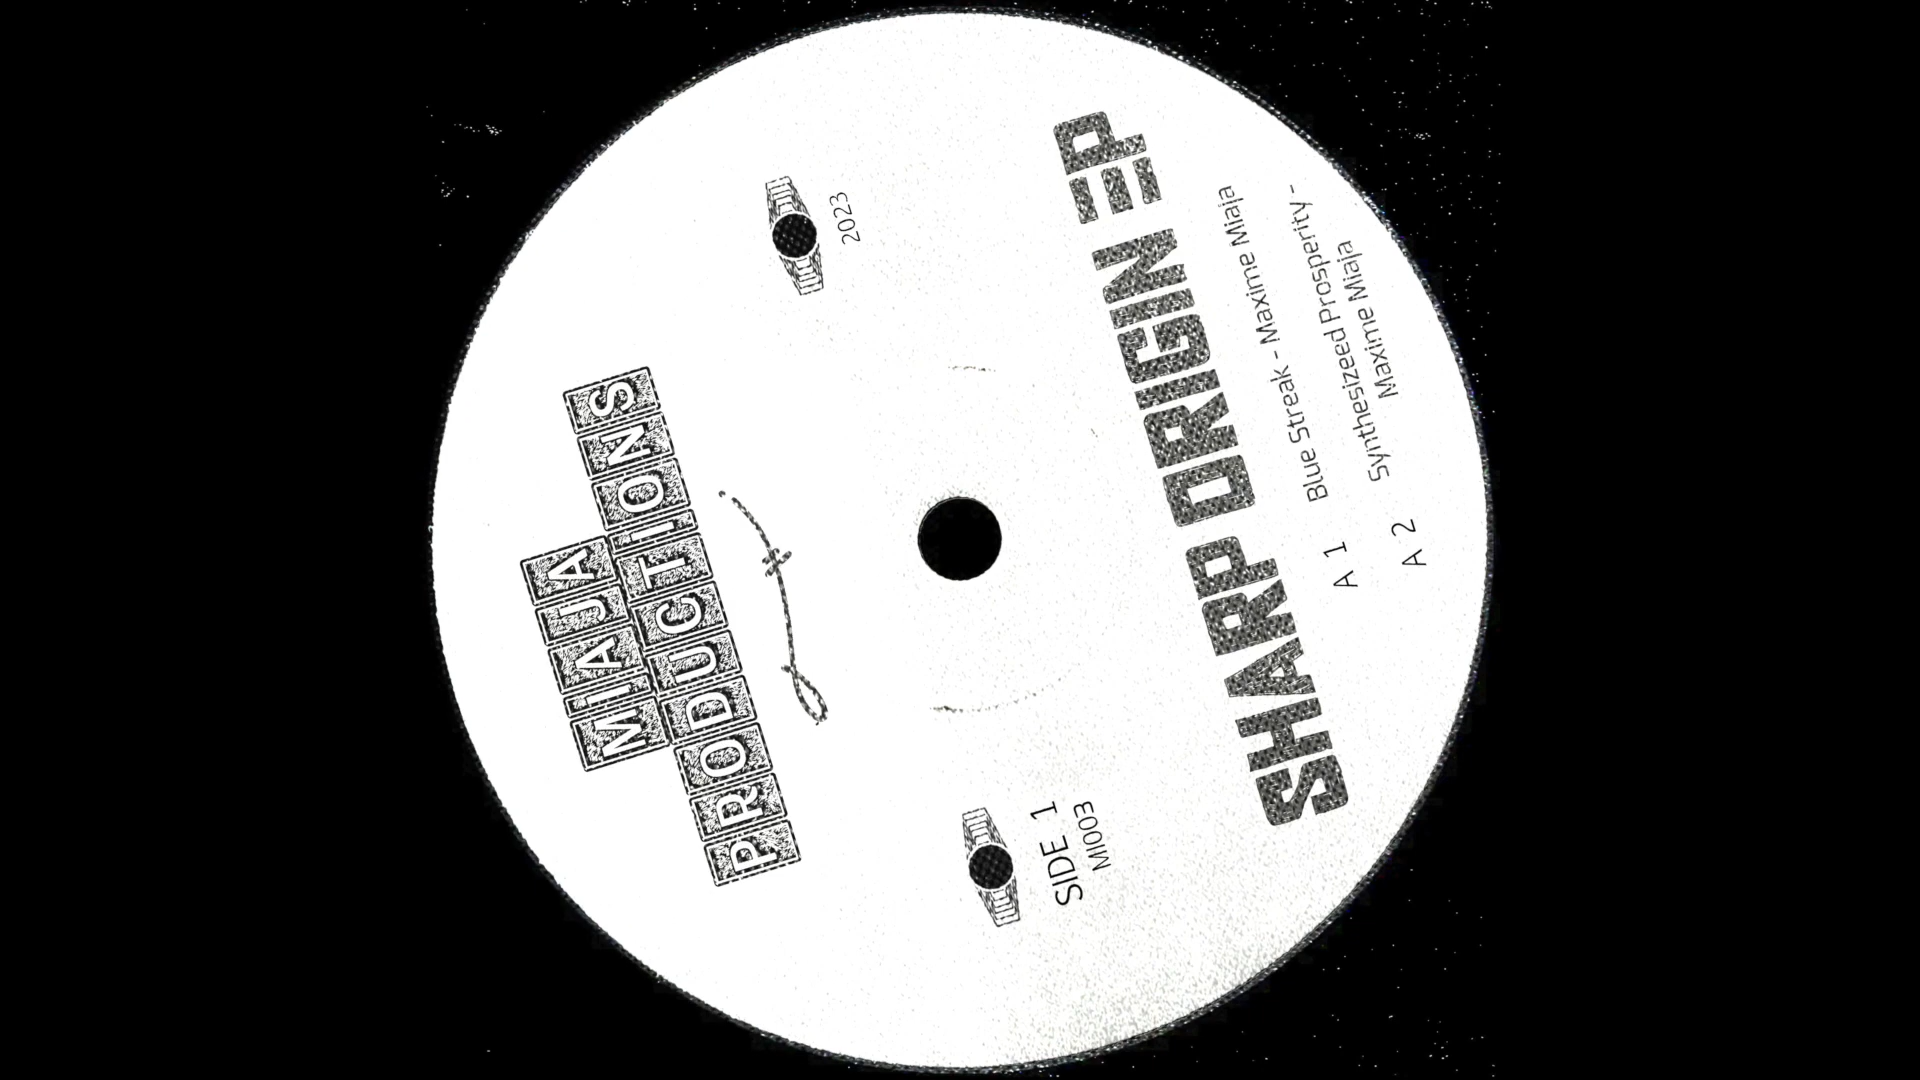 MIAJA
PRODUCTIONS
SIDE 1
MI003
2023
SHARP ORIGIN EP
A 1 Blue Streak - Maxime Miaja
A 2 Synthesizeed Prosperity -
Maxime Miaja